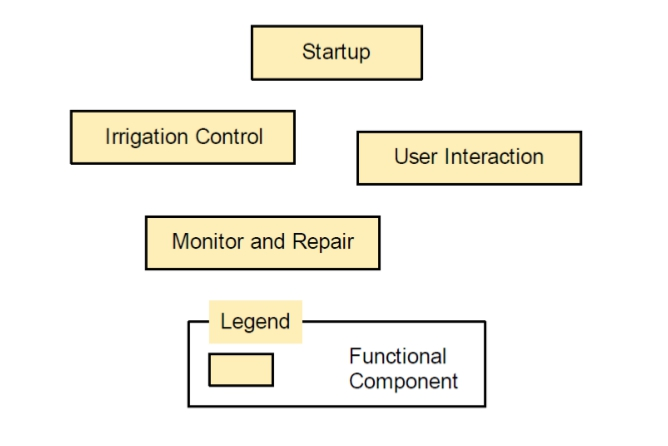 Startup
Irrigation Control
User Interaction
Monitor and Repair
Legend
Functional
Component